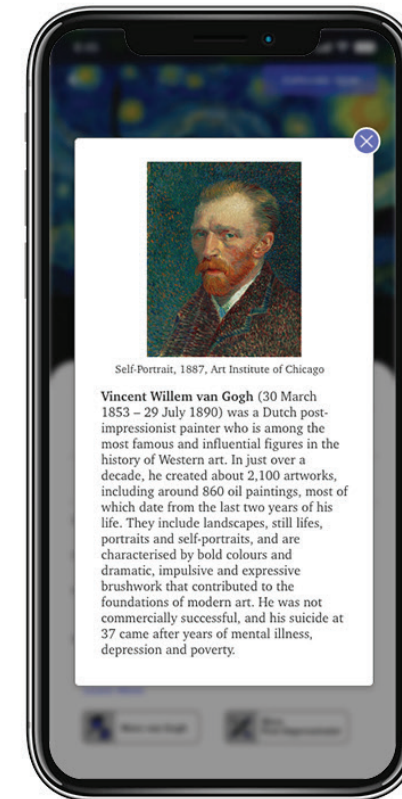 Self-Portrait, 1887, Art Institute of Chicago
Vincent Willem van Gogh (30 March
1853 – 29 July 1890) was a Dutch post-
impressionist painter who is among the
most famous and influential figures in the
history of Western art. In just over a
decade, he created about 2,100 artworks,
including around 860 oil paintings, most of
which date from the last two years of his
life. They include landscapes, still lifes,
portraits and self-portraits, and are
characterised by bold colours and
dramatic, impulsive and expressive
brushwork that contributed to the
foundations of modern art. He was not
commercially successful, and his suicide at
37 came after years of mental illness,
depression and poverty.